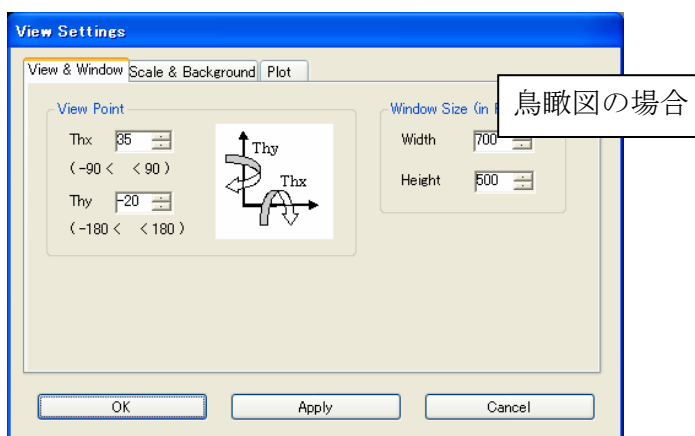 View Settings
View & Window Scale & Background Plot
鳥瞰図の場合
View Point
Thx 35
(-90 < < 90)
Thy -20
(-180 < < 180)
Thy
Thx
Window Size (in
Width 700
Height 500
OK Apply Cancel